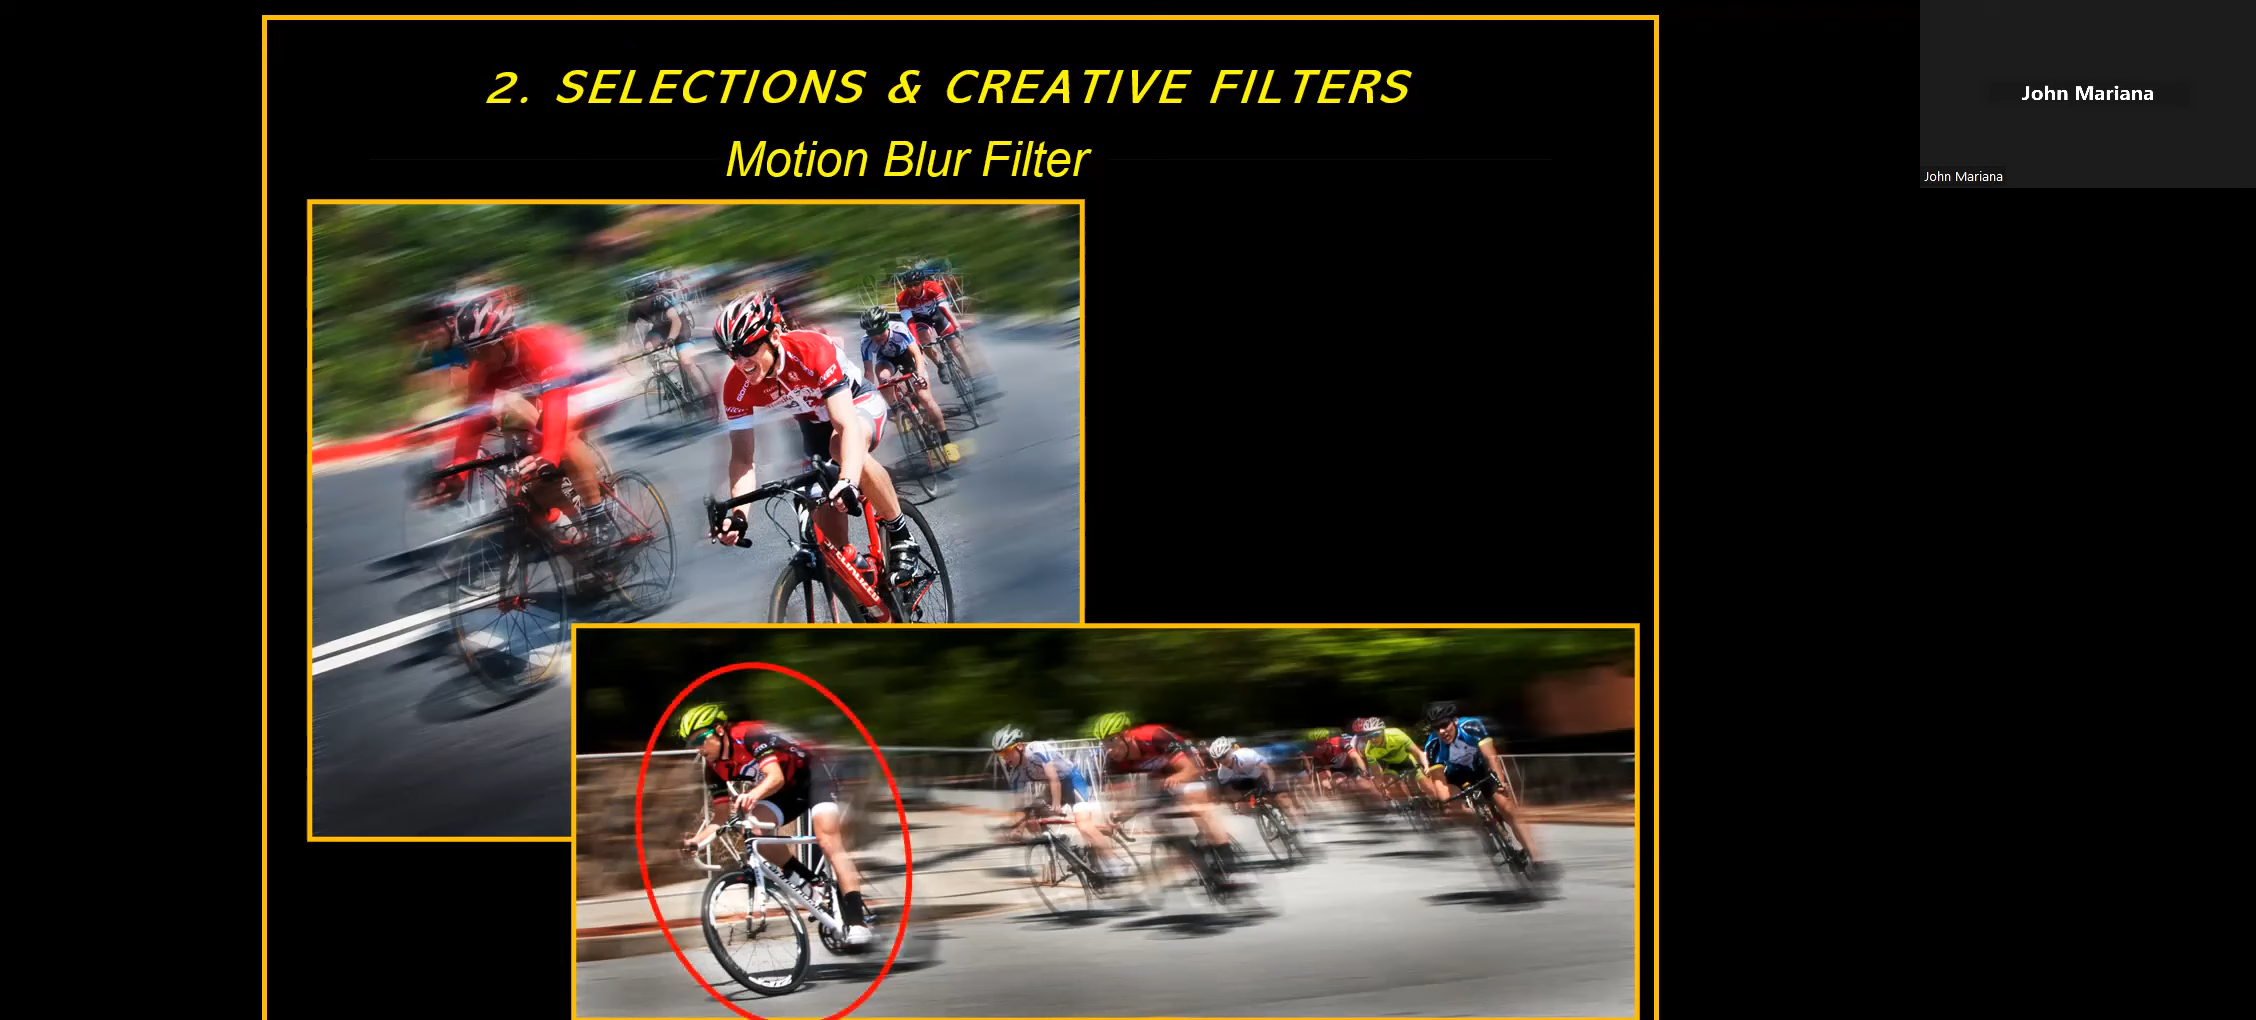 2. SELECTIONS & CREATIVE FILTERS
Motion Blur Filter
John Mariana
John Mariana